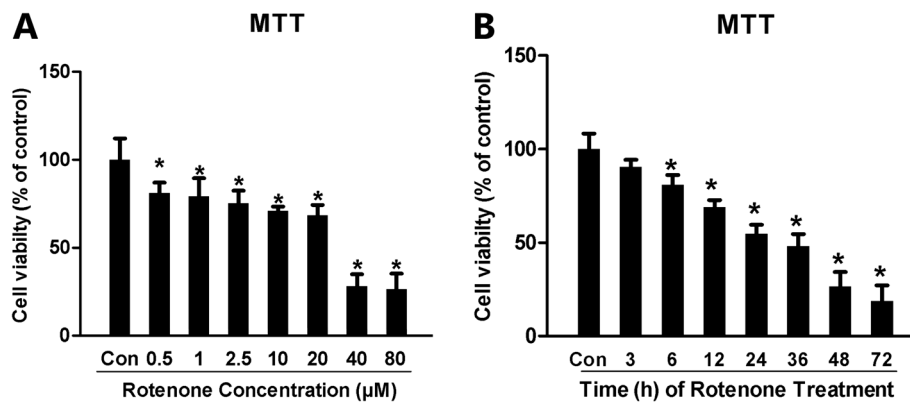 A
MTT
Cell viabilty (% of control)
150
100
50
0
*
*
*
*
*
*
*
Con 0.5 1 2.5 10 20 40 80
Rotenone Concentration (µM)
B
MTT
Cell viabilty (% of control)
150
100
50
0
*
*
*
*
*
*
Con 3 6 12 24 36 48 72
Time (h) of Rotenone Treatment